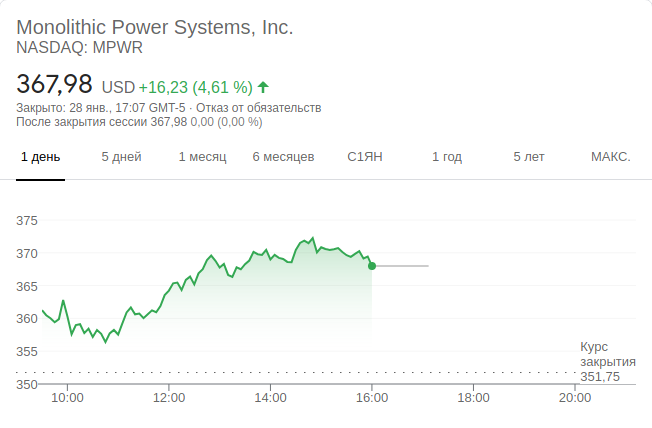 Monolithic Power Systems, Inc.
NASDAQ: MPWR
367,98 USD +16,23 (4,61 %)
Закрыто: 28 янв., 17:07 GMT-5 · Отказ от обязательств
После закрытия сессии 367,98 0,00 (0,00 %)
1 день 5 дней 1 месяц 6 месяцев С1ЯН 1 год 5 лет МАКС.
375
370
365
360
355
350
Курс
закрытия
351,75
10:00 12:00 14:00 16:00 18:00 20:00